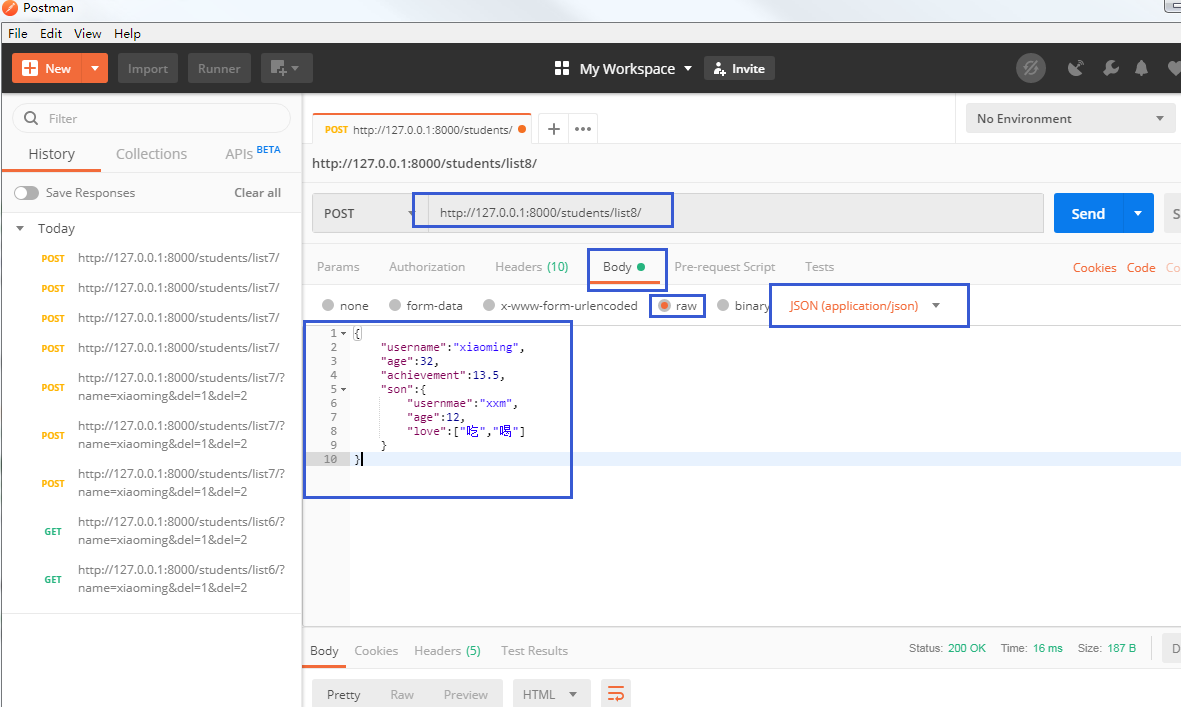 Postman
File Edit View Help
New Import Runner My Workspace Invite
Filter
History Collections APIs BETA
Save Responses Clear all
Today
POST http://127.0.0.1:8000/students/list7/
POST http://127.0.0.1:8000/students/list7/
POST http://127.0.0.1:8000/students/list7/
POST http://127.0.0.1:8000/students/list7/
POST http://127.0.0.1:8000/students/list7/?
name=xiaoming&del=1&del=2
POST http://127.0.0.1:8000/students/list7/?
name=xiaoming&del=1&del=2
POST http://127.0.0.1:8000/students/list7/?
name=xiaoming&del=1&del=2
GET http://127.0.0.1:8000/students/list6/?
name=xiaoming&del=1&del=2
GET http://127.0.0.1:8000/students/list6/?
name=xiaoming&del=1&del=2
POST http://127.0.0.1:8000/students/ + ••• No Environment
http://127.0.0.1:8000/students/list8/
POST http://127.0.0.1:8000/students/list8/ Send S
Params Authorization Headers (10) Body Pre-request Script Tests Cookies Code Co
none form-data x-www-form-urlencoded raw binary JSON (application/json)
1 {
2 "username":"xiaoming",
3 "age":32,
4 "achievement":13.5,
5 "son":{
6 "usernmae":"xxm",
7 "age":12,
8 "love":["吃","喝"]
9 }
10 }
Body Cookies Headers (5) Test Results Status: 200 OK Time: 16 ms Size: 187 B D
Pretty Raw Preview HTML